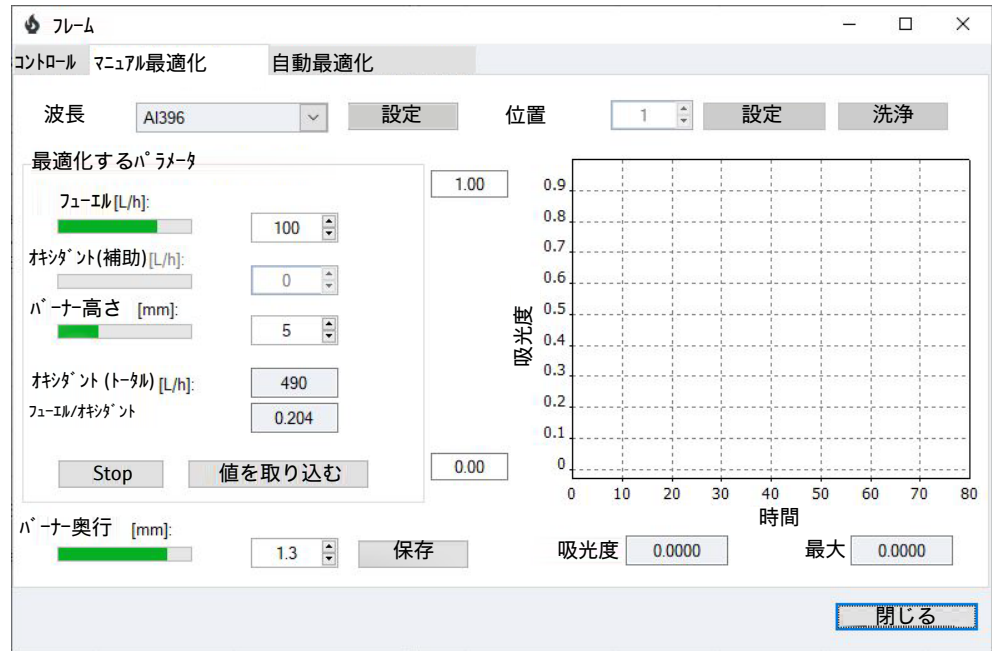 フレーム
コントロール マニュアル最適化 自動最適化
波長 Al396 設定 位置 1 設定 洗浄
最適化するパラメータ
フューエル[L/h]:
100
オキシダント(補助)[L/h]:
0
バーナー高さ [mm]:
5
オキシダント (トータル) [L/h]: 490
フューエル/オキシダント 0.204
Stop 値を取り込む
バーナー奥行 [mm]:
1.3 保存
1.00
0.00
吸光度
0.9
0.8
0.7
0.6
0.5
0.4
0.3
0.2
0.1
0
0 10 20 30 40 50 60 70 80
時間
吸光度 0.0000 最大 0.0000
閉じる